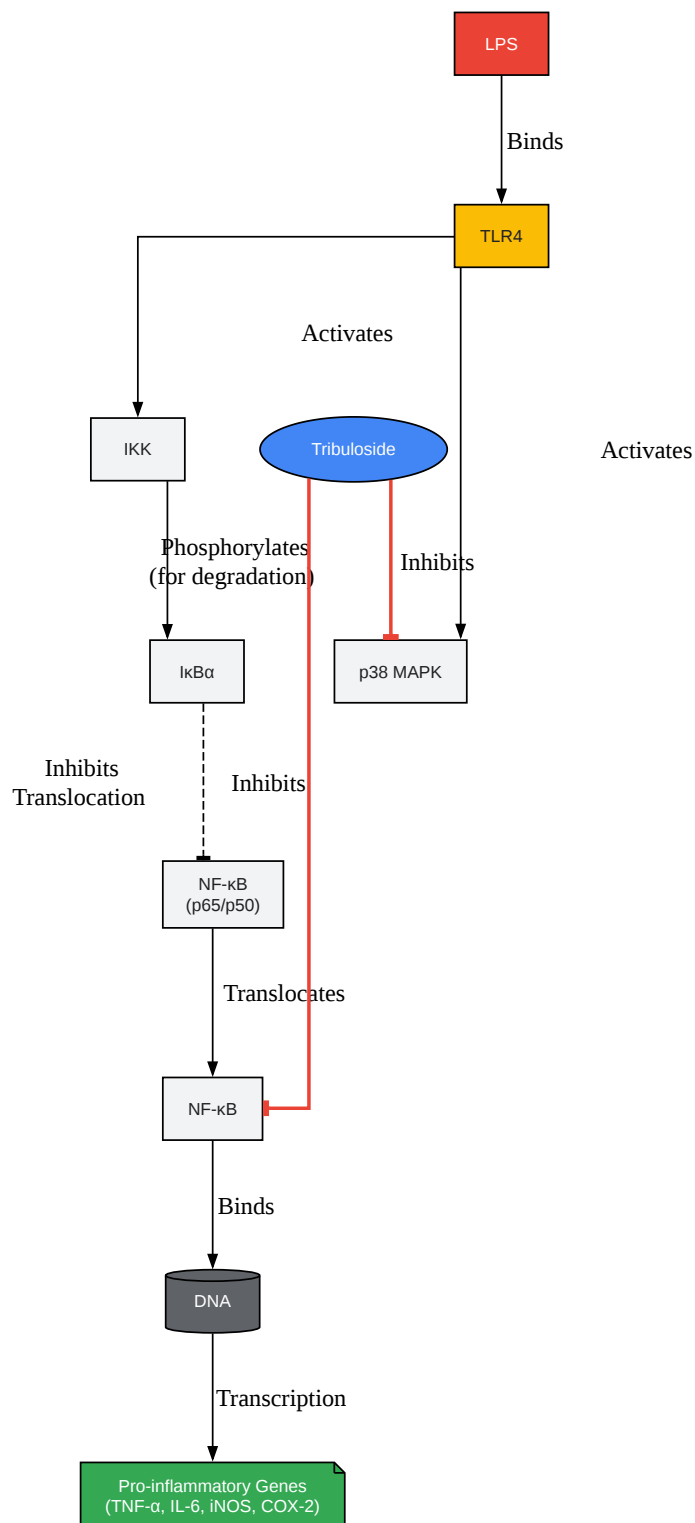 LPS
Binds
TLR4
Activates
IKK
Tribuloside
Activates
Phosphorylates
(for degradation)
Inhibits
IκBα
p38 MAPK
Inhibits
Translocation
Inhibits
NF-κB
(p65/p50)
Translocates
NF-κB
Binds
DNA
Transcription
Pro-inflammatory Genes
(TNF-α, IL-6, iNOS, COX-2)